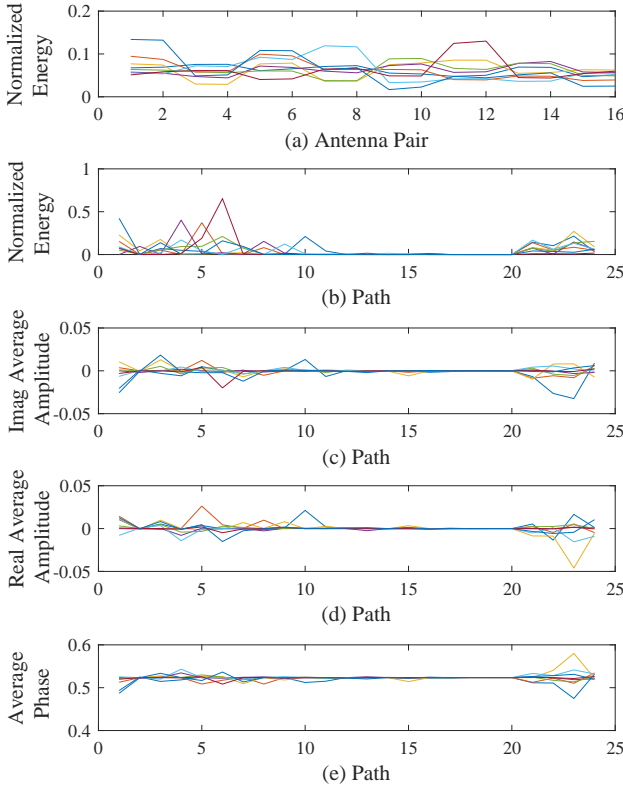 Normalized
Energy
0.2
0.1
0
0 2 4 6 8 10 12 14 16
(a) Antenna Pair
Normalized
Energy
1
0.5
0
0 5 10 15 20 25
(b) Path
Imag Average
Amplitude
0.05
0
-0.05
0 5 10 15 20 25
(c) Path
Real Average
Amplitude
0.05
0
-0.05
0 5 10 15 20 25
(d) Path
Average
Phase
0.6
0.5
0.4
0 5 10 15 20 25
(e) Path